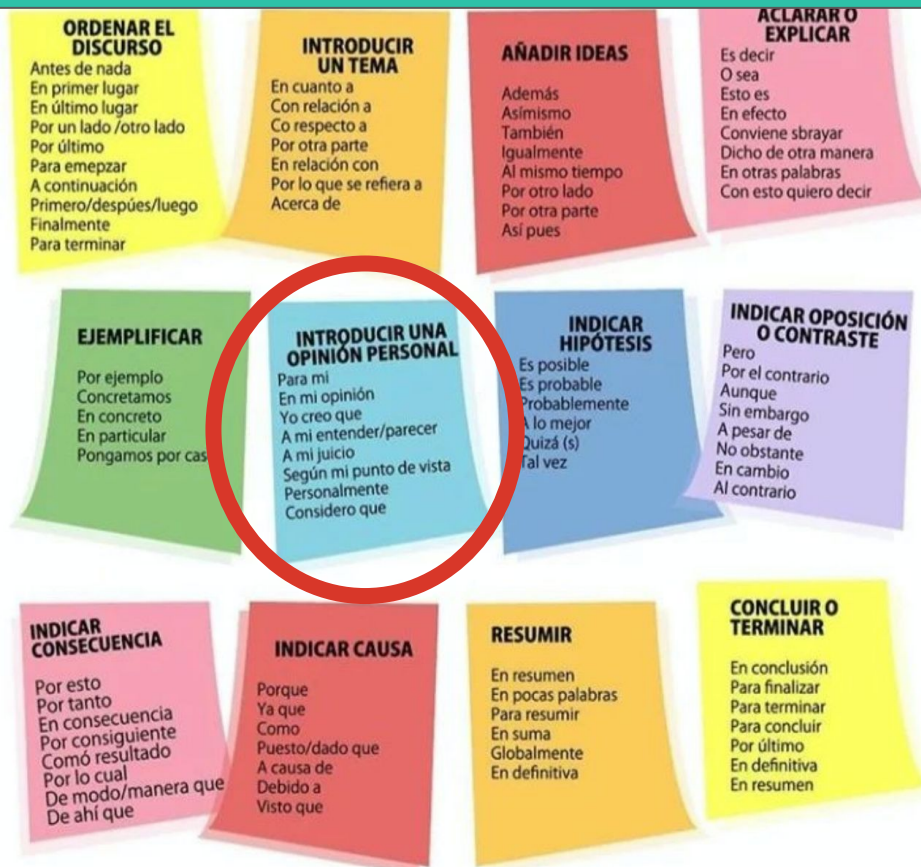 ORDENAR EL
DISCURSO
Antes de nada
En primer lugar
En último lugar
Por un lado /otro lado
Por último
Para emepzar
A continuación
Primero/despúes/luego
Finalmente
Para terminar
INTRODUCIR
UN TEMA
En cuanto a
Con relación a
Co respecto a
Por otra parte
En relación con
Por lo que se refiera a
Acerca de
AÑADIR IDEAS
Además
Asímismo
También
Igualmente
Al mismo tiempo
Por otro lado
Por otra parte
Así pues
ACLARAR O
EXPLICAR
Es decir
O sea
Esto es
En efecto
Conviene sbrayar
Dicho de otra manera
En otras palabras
Con esto quiero decir
EJEMPLIFICAR
Por ejemplo
Concretamos
En concreto
En particular
Pongamos por cas
INTRODUCIR UNA
OPINIÓN PERSONAL
Para mi
En mi opinión
Yo creo que
A mi entender/parecer
A mi juicio
Según mi punto de vista
Personalmente
Considero que
INDICAR
HIPÓTESIS
Es posible
Es probable
Probablemente
A lo mejor
Quizá (s)
Tal vez
INDICAR OPOSICIÓN
O CONTRASTE
Pero
Por el contrario
Aunque
Sin embargo
A pesar de
No obstante
En cambio
Al contrario
INDICAR
CONSECUENCIA
Por esto
Por tanto
En consecuencia
Por consiguiente
Comó resultado
Por lo cual
De modo/manera que
De ahí que
INDICAR CAUSA
Porque
Ya que
Como
Puesto/dado que
A causa de
Debido a
Visto que
RESUMIR
En resumen
En pocas palabras
Para resumir
En suma
Globalmente
En definitiva
CONCLUIR O
TERMINAR
En conclusión
Para finalizar
Para terminar
Para concluir
Por último
En definitiva
En resumen